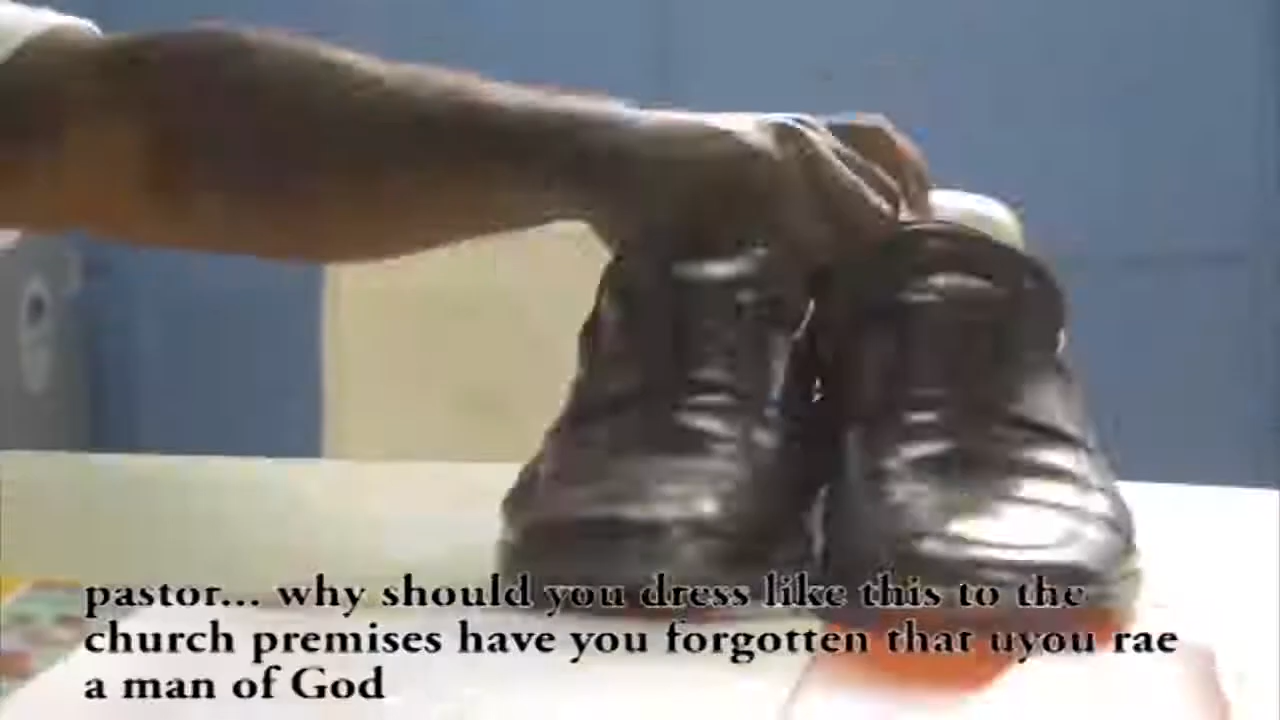 pastor... why should you dress like this to the
church premises have you forgotten that uyou rae
a man of God